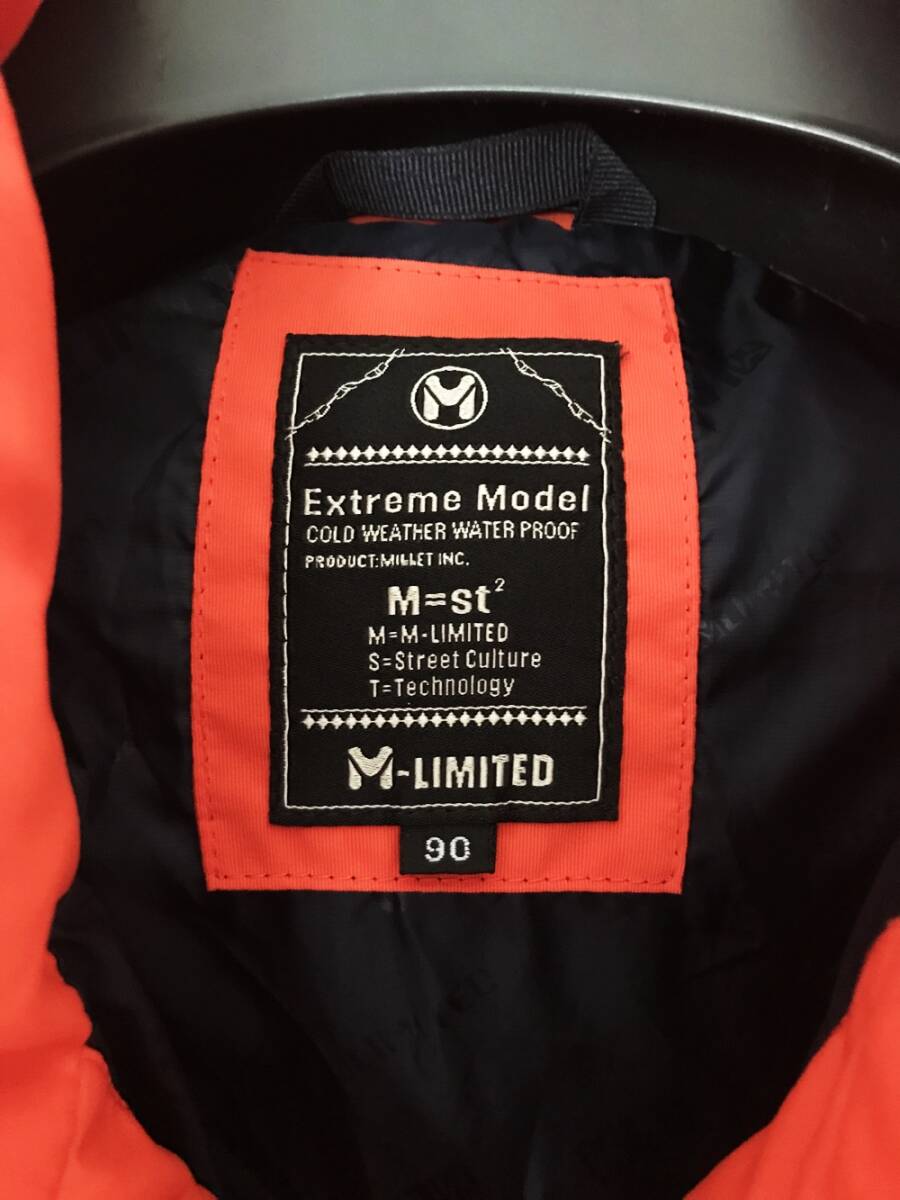 M
Extreme Model
COLD WEATHER WATER PROOF
PRODUCT:MILLET INC.
M=st²
M=M-LIMITED
S=Street Culture
T=Technology
M-LIMITED
90